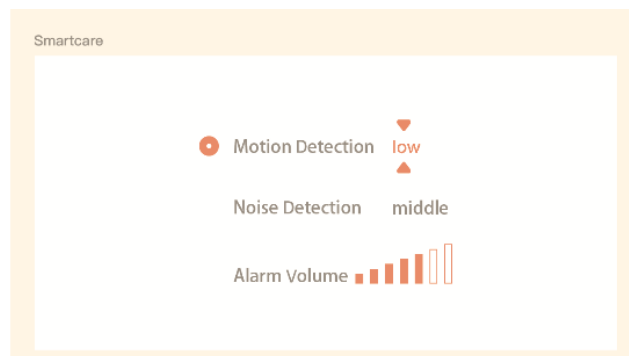 Smartcare
Motion Detection low
Noise Detection middle
Alarm Volume